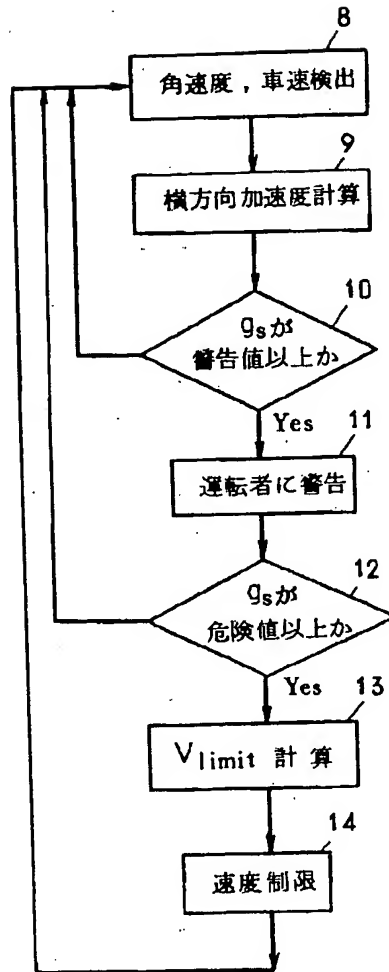 8
角速度，車速検出
9
横方向加速度計算
10
gsが
警告値以上か
Yes
11
運転者に警告
12
gsが
危険値以上か
Yes
13
Vlimit 計算
14
速度制限